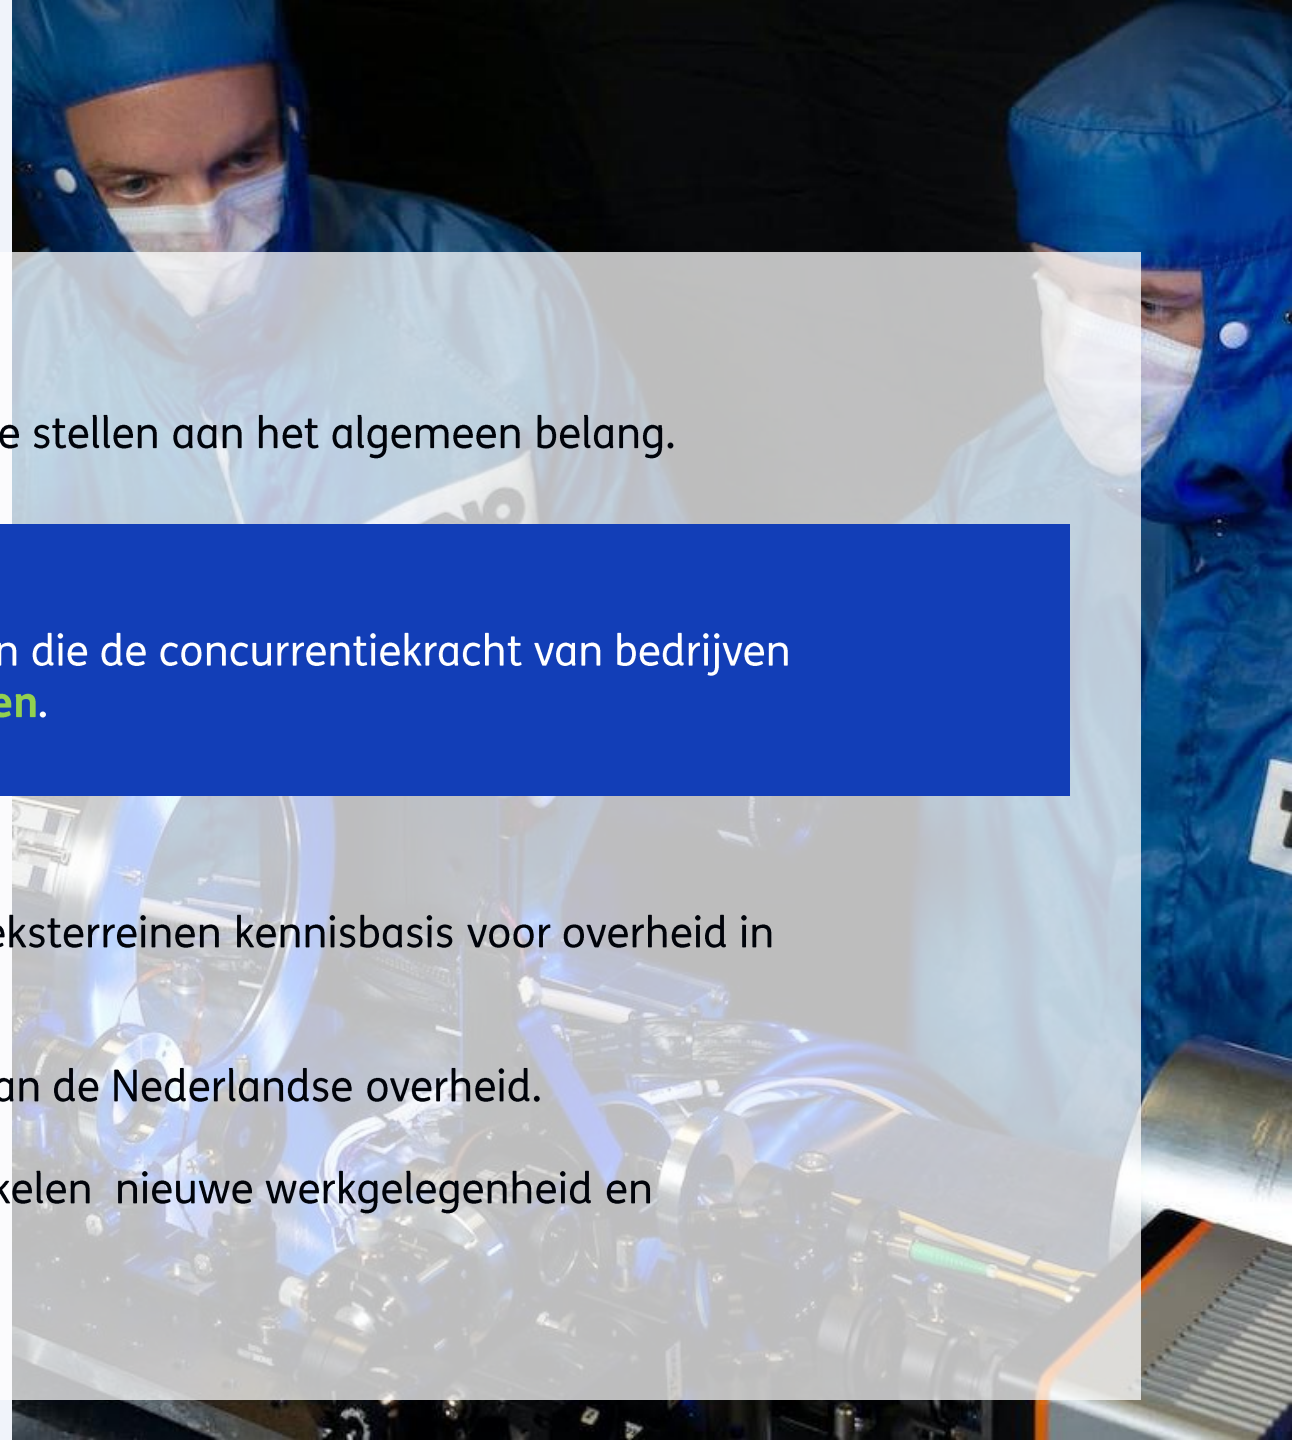 e stellen aan het algemeen belang.
n die de concurrentiekracht van bedrijven
en.
eksterreinen kennisbasis voor overheid in
an de Nederlandse overheid.
kelen  nieuwe werkgelegenheid en